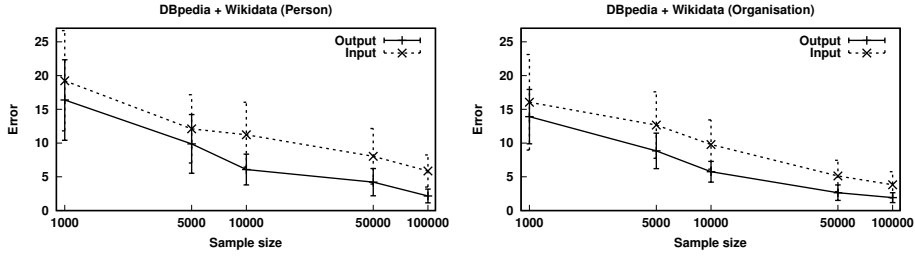 DBpedia + Wikidata (Person)
25
20
15
10
5
0
Error
Output
Input
1000
5000
10000
50000
100000
Sample size
DBpedia + Wikidata (Organisation)
25
20
15
10
5
0
Error
Output
Input
1000
5000
10000
50000
100000
Sample size